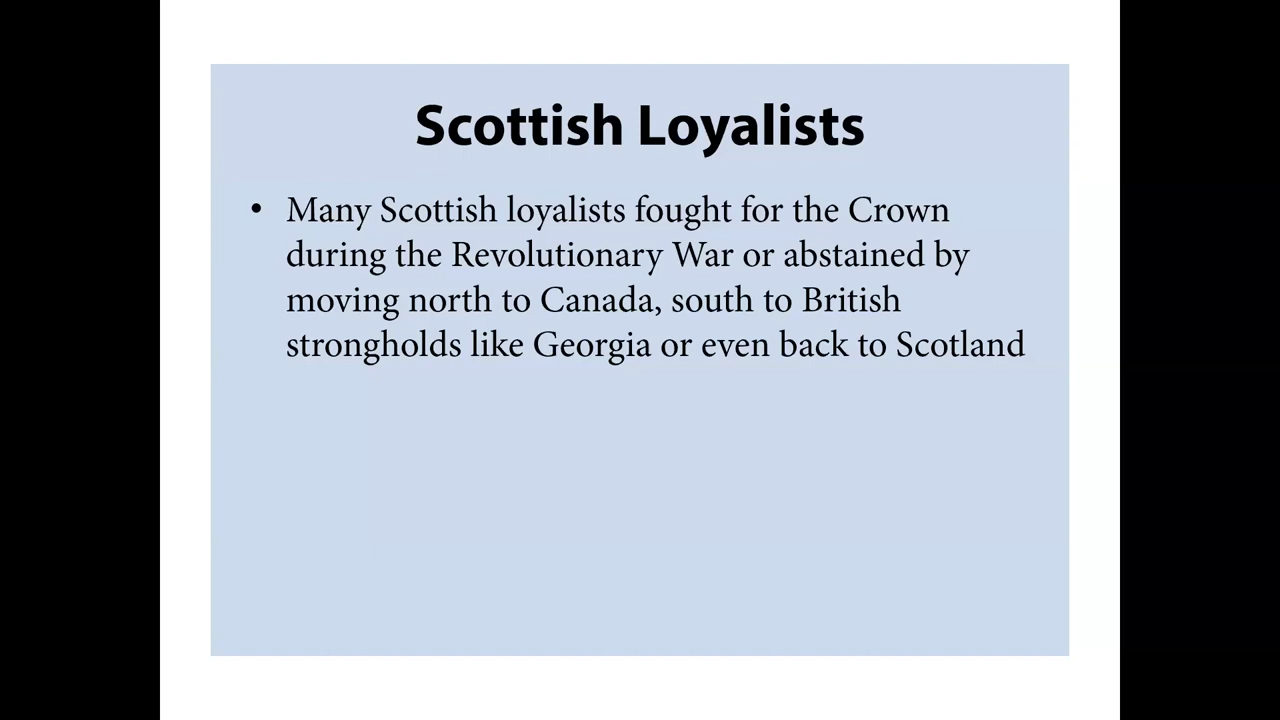 Scottish Loyalists
• Many Scottish loyalists fought for the Crown
during the Revolutionary War or abstained by
moving north to Canada, south to British
strongholds like Georgia or even back to Scotland